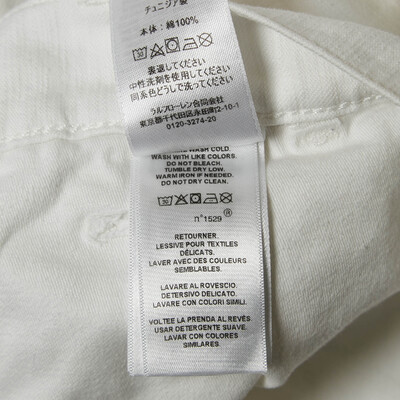 チュニジア製
本体：綿100%
裏返してください
中性洗剤を使用してください
同系色どうしで洗ってください
ラルフローレン合同会社
東京都千代田区永田町2-10-1
0120-3274-20
WASH COLD.
WASH WITH LIKE COLORS.
DO NOT BLEACH.
TUMBLE DRY LOW.
WARM IRON IF NEEDED.
DO NOT DRY CLEAN.
n°1529 ®
RETOURNER.
LESSIVE POUR TEXTILES
DÉLICATS.
LAVER AVEC DES COULEURS
SEMBLABLES.
LAVARE AL ROVESCIO.
DETERSIVO DELICATO.
LAVARE CON COLORI SIMILI.
VOLTEE LA PRENDA AL REVÉS.
USAR DETERGENTE SUAVE.
LAVAR CON COLORES
SIMILARES.